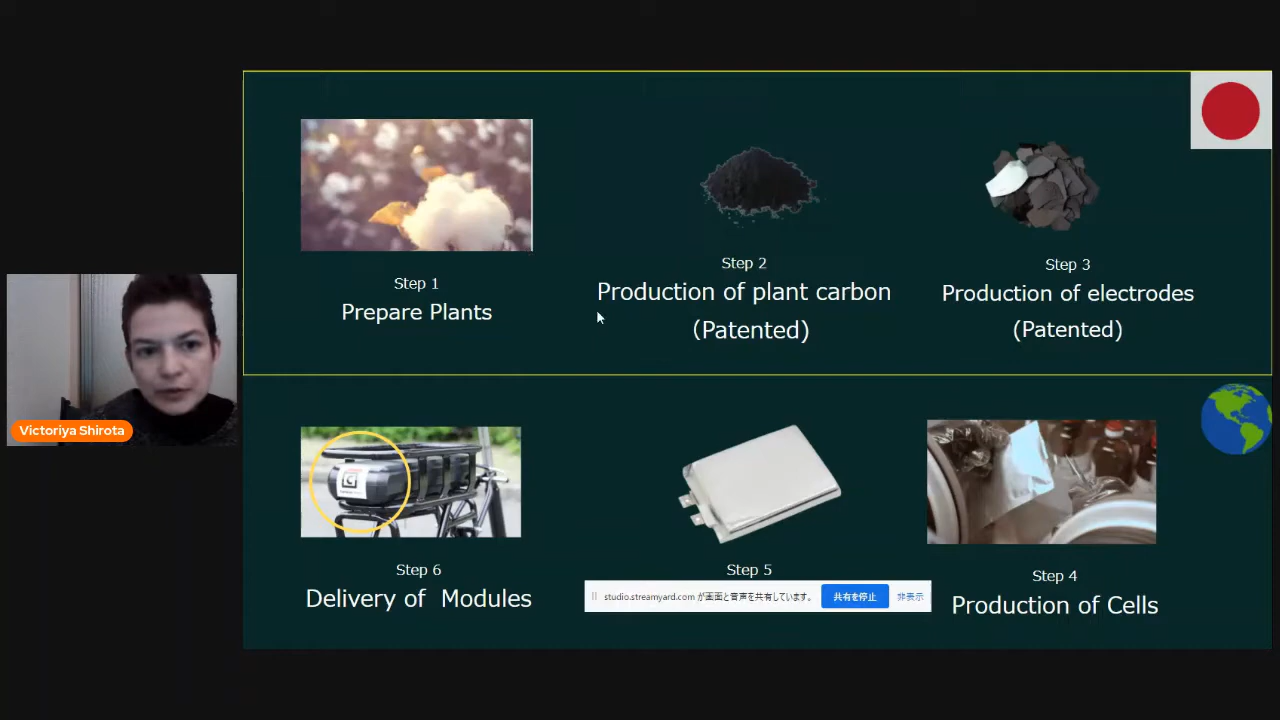 Step 1
Prepare Plants
Step 2
Production of plant carbon
(Patented)
Step 3
Production of electrodes
(Patented)
Victoriya Shirota
Step 6
Delivery of Modules
Step 5
studio.streamyard.com が画面と音声を共有しています。 共有を停止 非表示
Step 4
Production of Cells